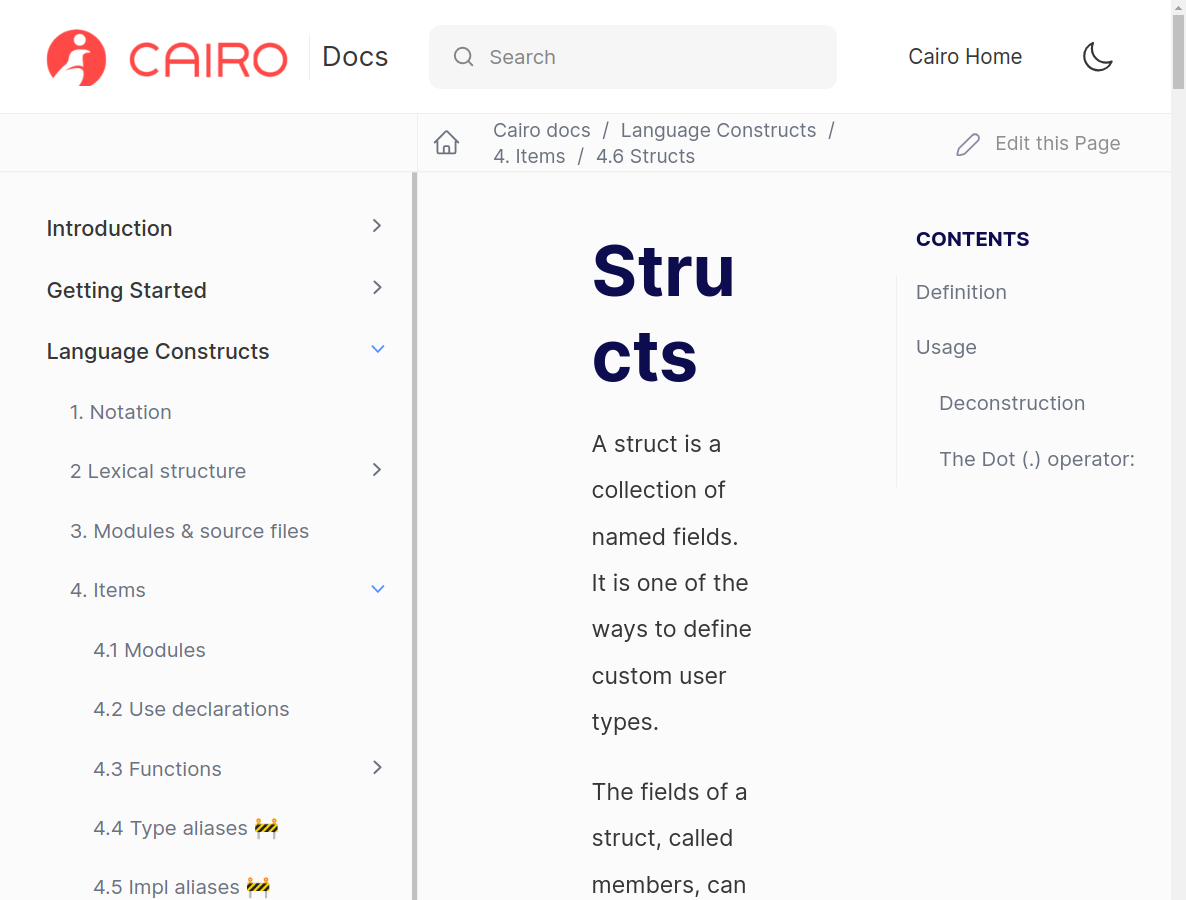 CAIRO Docs
Search
Cairo Home
Cairo docs / Language Constructs /
4. Items / 4.6 Structs
Edit this Page
Introduction
Getting Started
Language Constructs
1. Notation
2 Lexical structure
3. Modules & source files
4. Items
4.1 Modules
4.2 Use declarations
4.3 Functions
4.4 Type aliases 🚧
4.5 Impl aliases 🚧
Stru
cts
A struct is a
collection of
named fields.
It is one of the
ways to define
custom user
types.
The fields of a
struct, called
members, can
CONTENTS
Definition
Usage
Deconstruction
The Dot (.) operator: